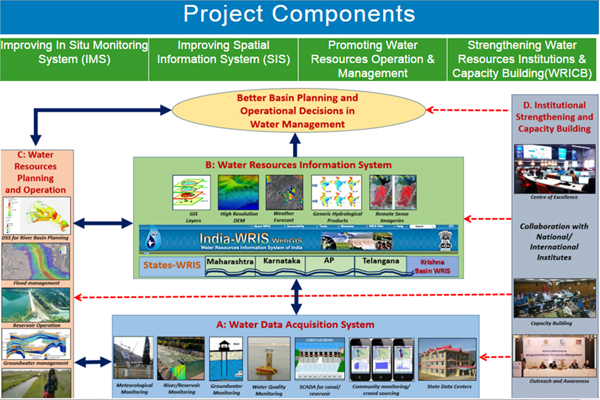 Project Components
Improving In Situ Monitoring
System (IMS)
Improving Spatial
Information System (SIS)
Promoting Water
Resources Operation &
Management
Strengthening Water
Resources Institutions &
Capacity Building(WRICB)
Better Basin Planning and
Operational Decisions in
Water Management
C: Water
Resources
Planning
and Operation
DSS for River Basin Planning
Flood management
Reservoir Operation
Groundwater management
B: Water Resources Information System
GIS
Layers
High Resulation
DEM
Weather
Forecast
Generic Hydrological
Products
Remote Sense
Imageries
India-WRIS WebGIS
Water Resources Information System of India
States-WRIS
Maharashtra
Karnataka
AP
Telangana
Krishna
Basin WRIS
A: Water Data Acquisition System
Meteorological
Monitoring
River/Reservoir
Monitoring
Groundwater
Monitoring
Water Quality
Monitoring
SCADA for canal/
reservoir
Community monitoring/
crowd sourcing
State Data Centers
D. Institutional
Strengthening and
Capacity Building
Centre of Excellence
Collaboration with
National/
International
Institutes
Capacity Building
Outreach and Awareness